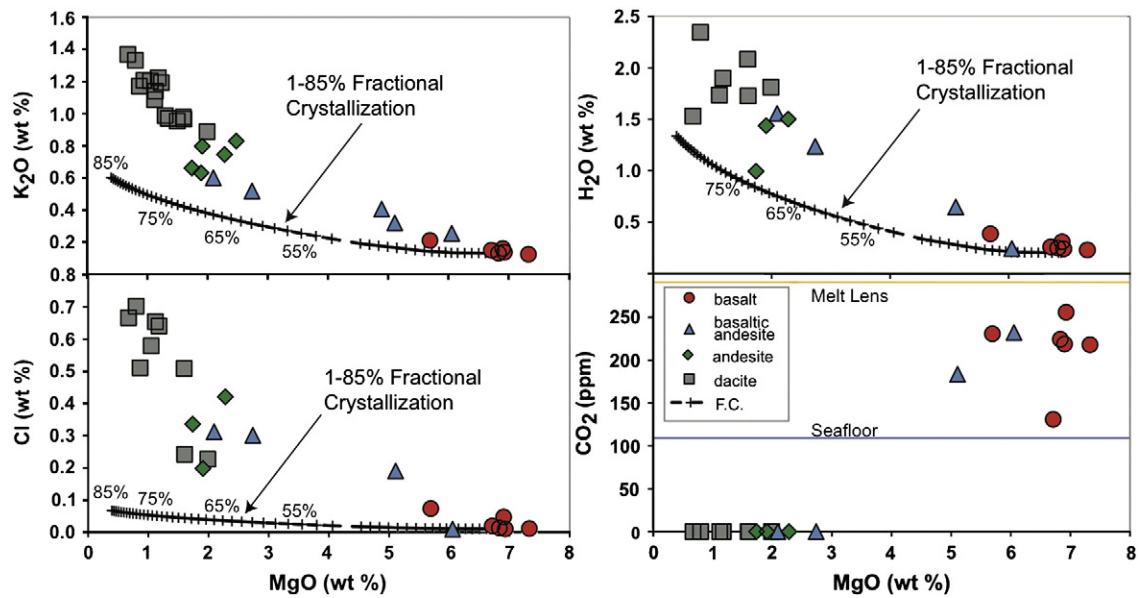 1.6
1.4
1.2
1.0
0.8
0.6
0.4
0.2
0.8
K2O (wt %)
1-85% Fractional
Crystallization
85%
75%
65%
55%
2.5
2.0
1.5
1.0
0.5
H2O (wt %)
1-85% Fractional
Crystallization
75%
65%
55%
0.7
0.6
0.5
0.4
0.3
0.2
0.1
0.0
Cl (wt %)
1-85% Fractional
Crystallization
85%
75%
65%
55%
0 1 2 3 4 5 6 7 8
MgO (wt %)
250
200
150
100
50
0
CO2 (ppm)
Melt Lens
Seafloor
basalt
basaltic
andesite
andesite
dacite
F.C.
0 1 2 3 4 5 6 7 8
MgO (wt %)